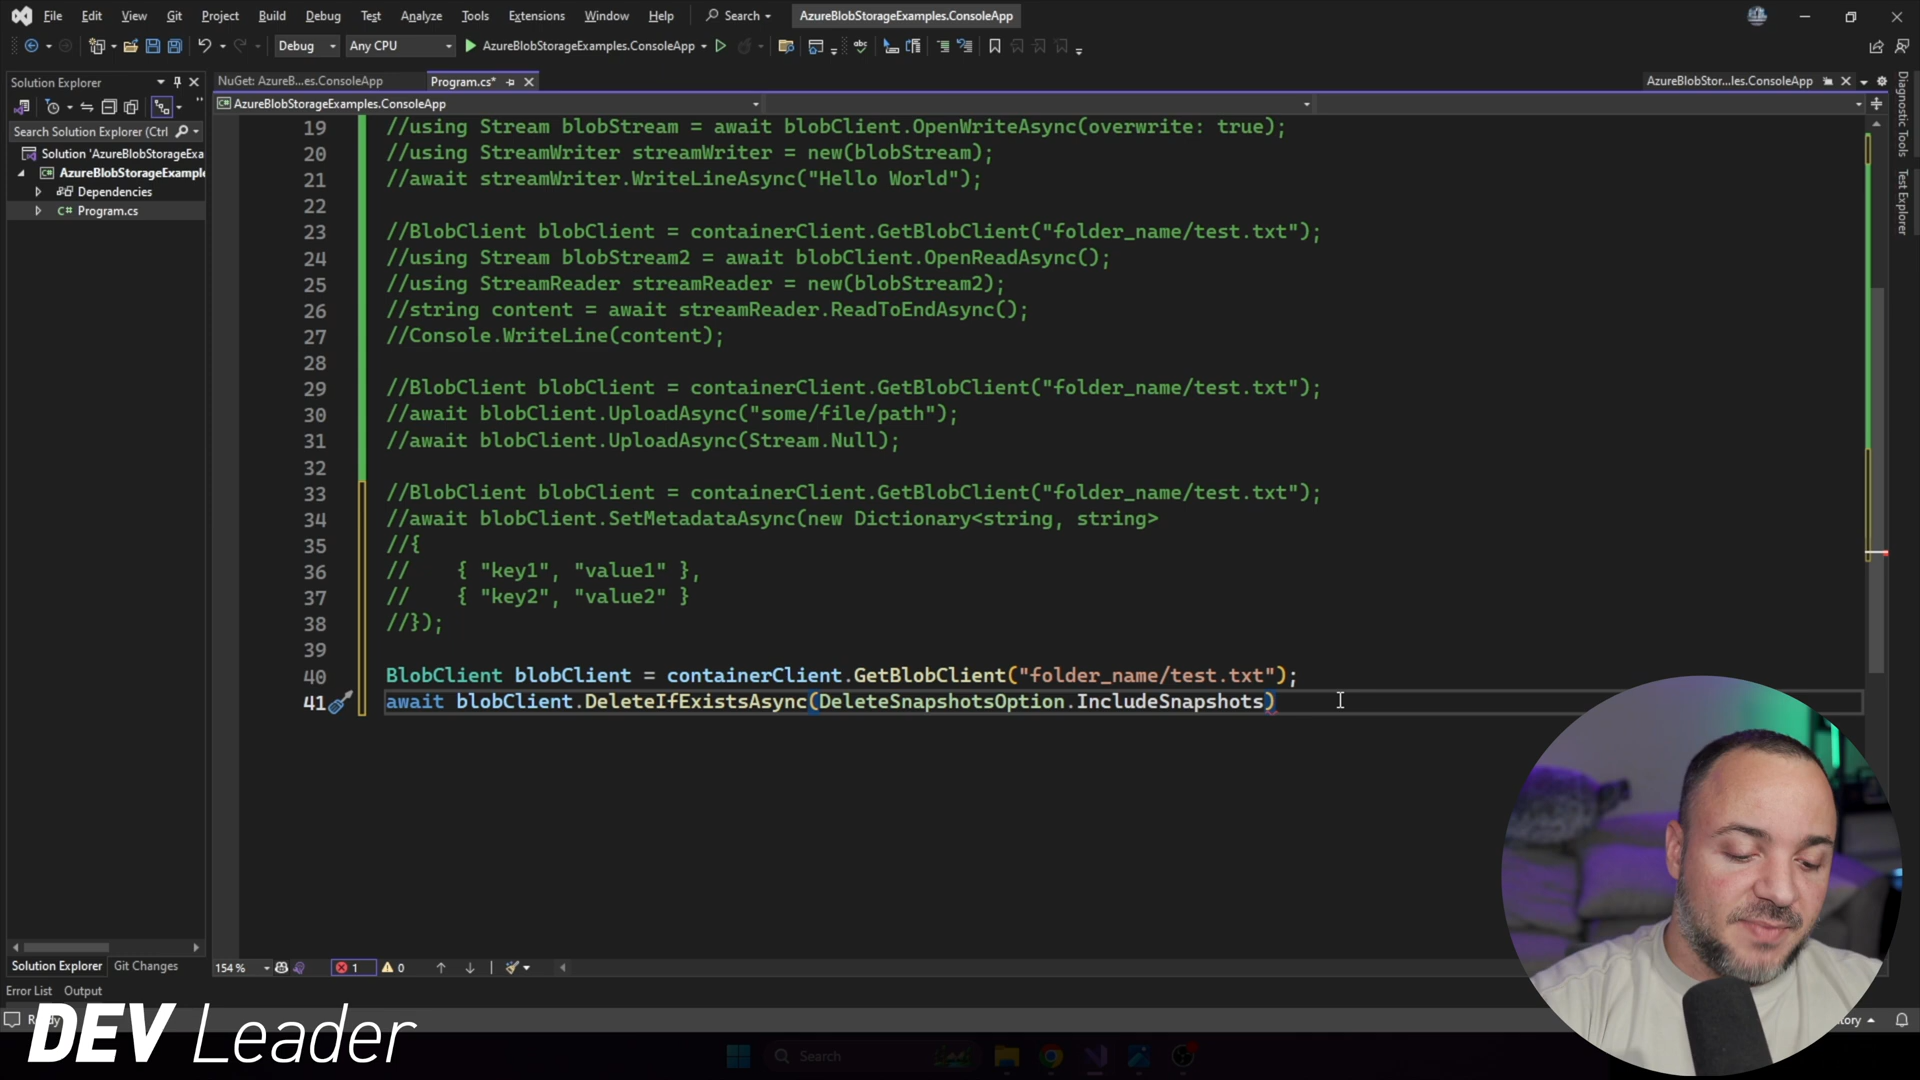 File Edit View Git Project Build Debug Test Analyze Tools Extensions Window Help Search AzureBlobStorageExamples.ConsoleApp
Debug Any CPU AzureBlobStorageExamples.ConsoleApp
Solution Explorer NuGet: AzureB...es.ConsoleApp Program.cs* AzureBlobStor...les.ConsoleApp
AzureBlobStorageExamples.ConsoleApp
Search Solution Explorer (Ctrl
Solution 'AzureBlobStorageExa
AzureBlobStorageExample
Dependencies
C# Program.cs
19 //using Stream blobStream = await blobClient.OpenWriteAsync(overwrite: true);
20 //using StreamWriter streamWriter = new(blobStream);
21 //await streamWriter.WriteLineAsync("Hello World");
22
23 //BlobClient blobClient = containerClient.GetBlobClient("folder_name/test.txt");
24 //using Stream blobStream2 = await blobClient.OpenReadAsync();
25 //using StreamReader streamReader = new(blobStream2);
26 //string content = await streamReader.ReadToEndAsync();
27 //Console.WriteLine(content);
28
29 //BlobClient blobClient = containerClient.GetBlobClient("folder_name/test.txt");
30 //await blobClient.UploadAsync("some/file/path");
31 //await blobClient.UploadAsync(Stream.Null);
32
33 //BlobClient blobClient = containerClient.GetBlobClient("folder_name/test.txt");
34 //await blobClient.SetMetadataAsync(new Dictionary<string, string>
35 //{
36 //    { "key1", "value1" },
37 //    { "key2", "value2" }
38 //});
39
40 BlobClient blobClient = containerClient.GetBlobClient("folder_name/test.txt");
41 await blobClient.DeleteIfExistsAsync(DeleteSnapshotsOption.IncludeSnapshots)
Diagnostic Tools
Test Explorer
Solution Explorer Git Changes
154 % 1 0
Error List Output
DEV Leader
Search